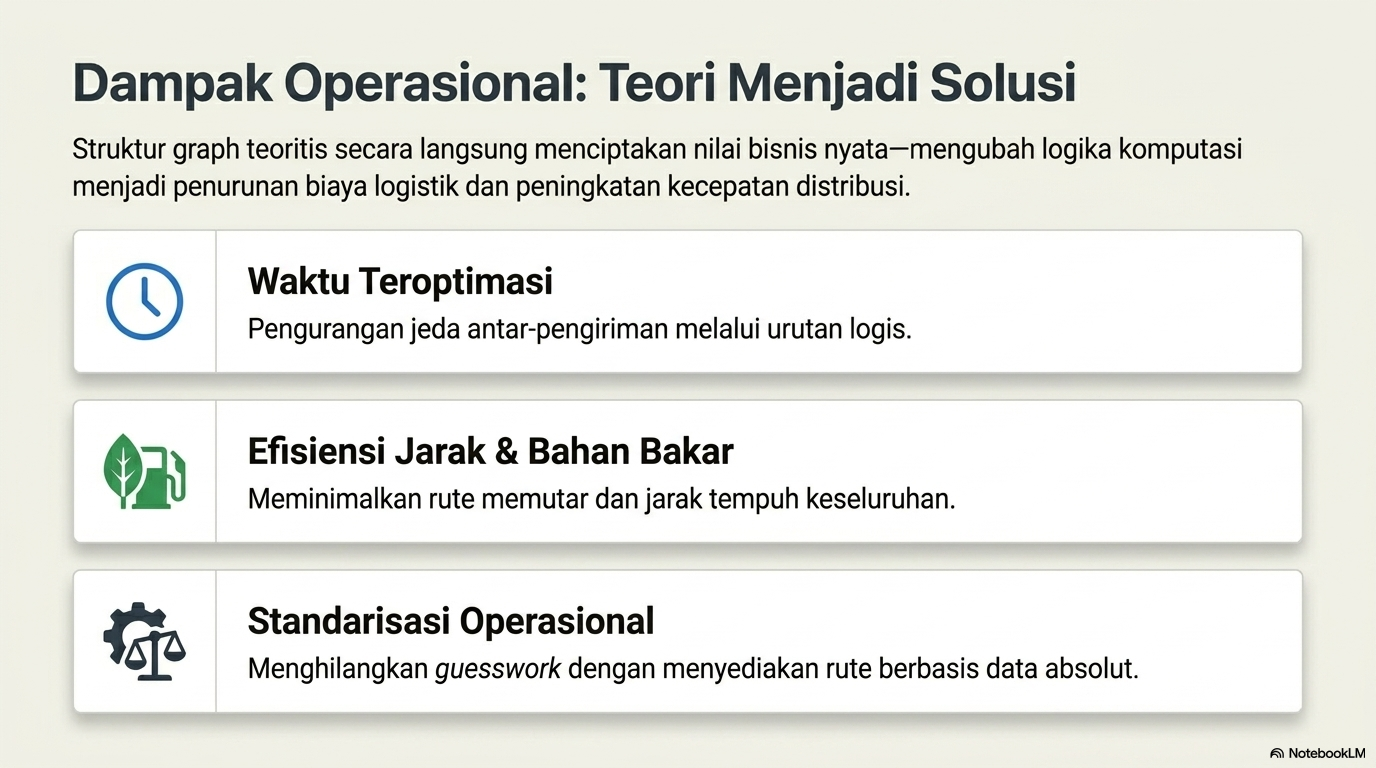 Dampak Operasional: Teori Menjadi Solusi
Struktur graph teoritis secara langsung menciptakan nilai bisnis nyata—mengubah logika komputasi
menjadi penurunan biaya logistik dan peningkatan kecepatan distribusi.
Waktu Teroptimasi
Pengurangan jeda antar-pengiriman melalui urutan logis.
Efisiensi Jarak & Bahan Bakar
Meminimalkan rute memutar dan jarak tempuh keseluruhan.
Standarisasi Operasional
Menghilangkan guesswork dengan menyediakan rute berbasis data absolut.
NotebookLM